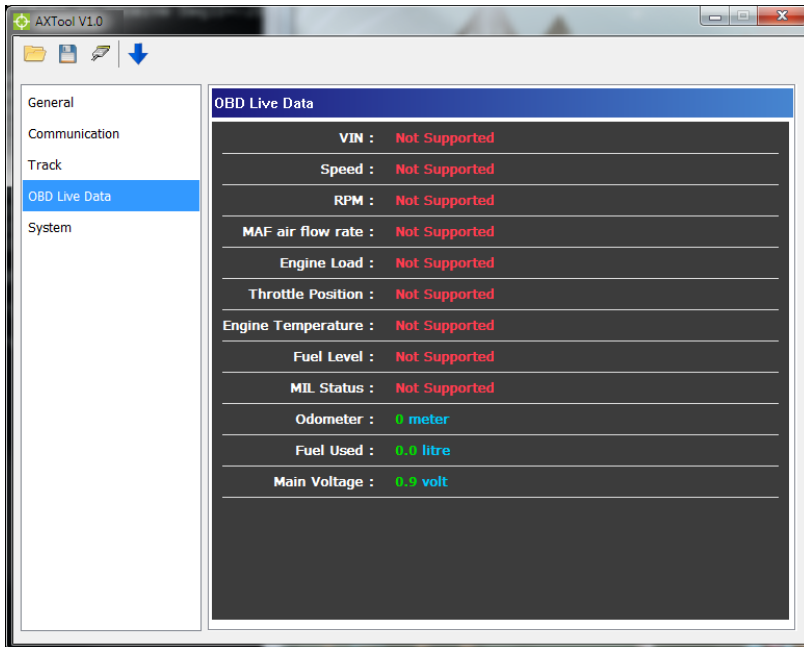 AXTool V1.0
General
Communication
Track
OBD Live Data
System
OBD Live Data
VIN : Not Supported
Speed : Not Supported
RPM : Not Supported
MAF air flow rate : Not Supported
Engine Load : Not Supported
Throttle Position : Not Supported
Engine Temperature : Not Supported
Fuel Level : Not Supported
MIL Status : Not Supported
Odometer : 0 meter
Fuel Used : 0.0 litre
Main Voltage : 0.9 volt